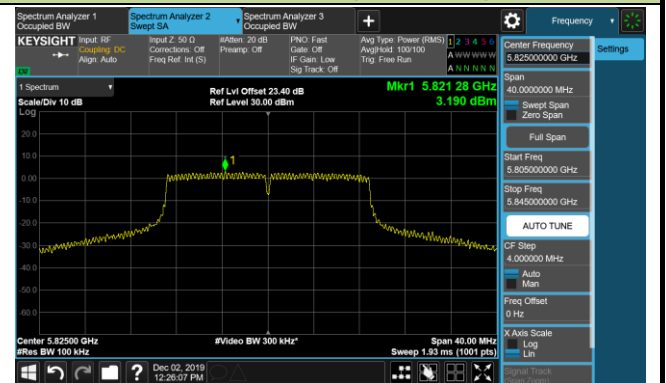 Spectrum Analyzer 1
Occupied BW
Spectrum Analyzer 2
Swept SA
Spectrum Analyzer 3
Occupied BW
Frequency
KEYSIGHT
Input: RF
Coupling: DC
Align: Auto
Input Z: 50 Ω
Corrections: Off
Freq Ref: Int (S)
#Atten: 20 dB
Preamp: Off
PNO: Fast
Gate: Off
IF Gain: Low
Sig Track: Off
Avg Type: Power (RMS)
Avg|Hold: 100/100
Trig: Free Run
1 2 3 4 5 6
A W W W W W
A N N N N N
LXI
Center Frequency
5.825000000 GHz
Settings
Span
40.0000000 MHz
Swept Span
Zero Span
Full Span
Start Freq
5.805000000 GHz
Stop Freq
5.845000000 GHz
AUTO TUNE
CF Step
4.000000 MHz
Auto
Man
Freq Offset
0 Hz
X Axis Scale
Log
Lin
Signal Track
(Span Zoom)
1 Spectrum
Scale/Div 10 dB
Log
Ref Lvl Offset 23.40 dB
Ref Level 30.00 dBm
Mkr1 5.821 28 GHz
3.190 dBm
1
20.0
10.0
0.00
-10.0
-20.0
-30.0
-40.0
-50.0
-60.0
Center 5.82500 GHz
#Res BW 100 kHz
#Video BW 300 kHz*
Span 40.00 MHz
Sweep 1.93 ms (1001 pts)
Dec 02, 2019
12:26:07 PM